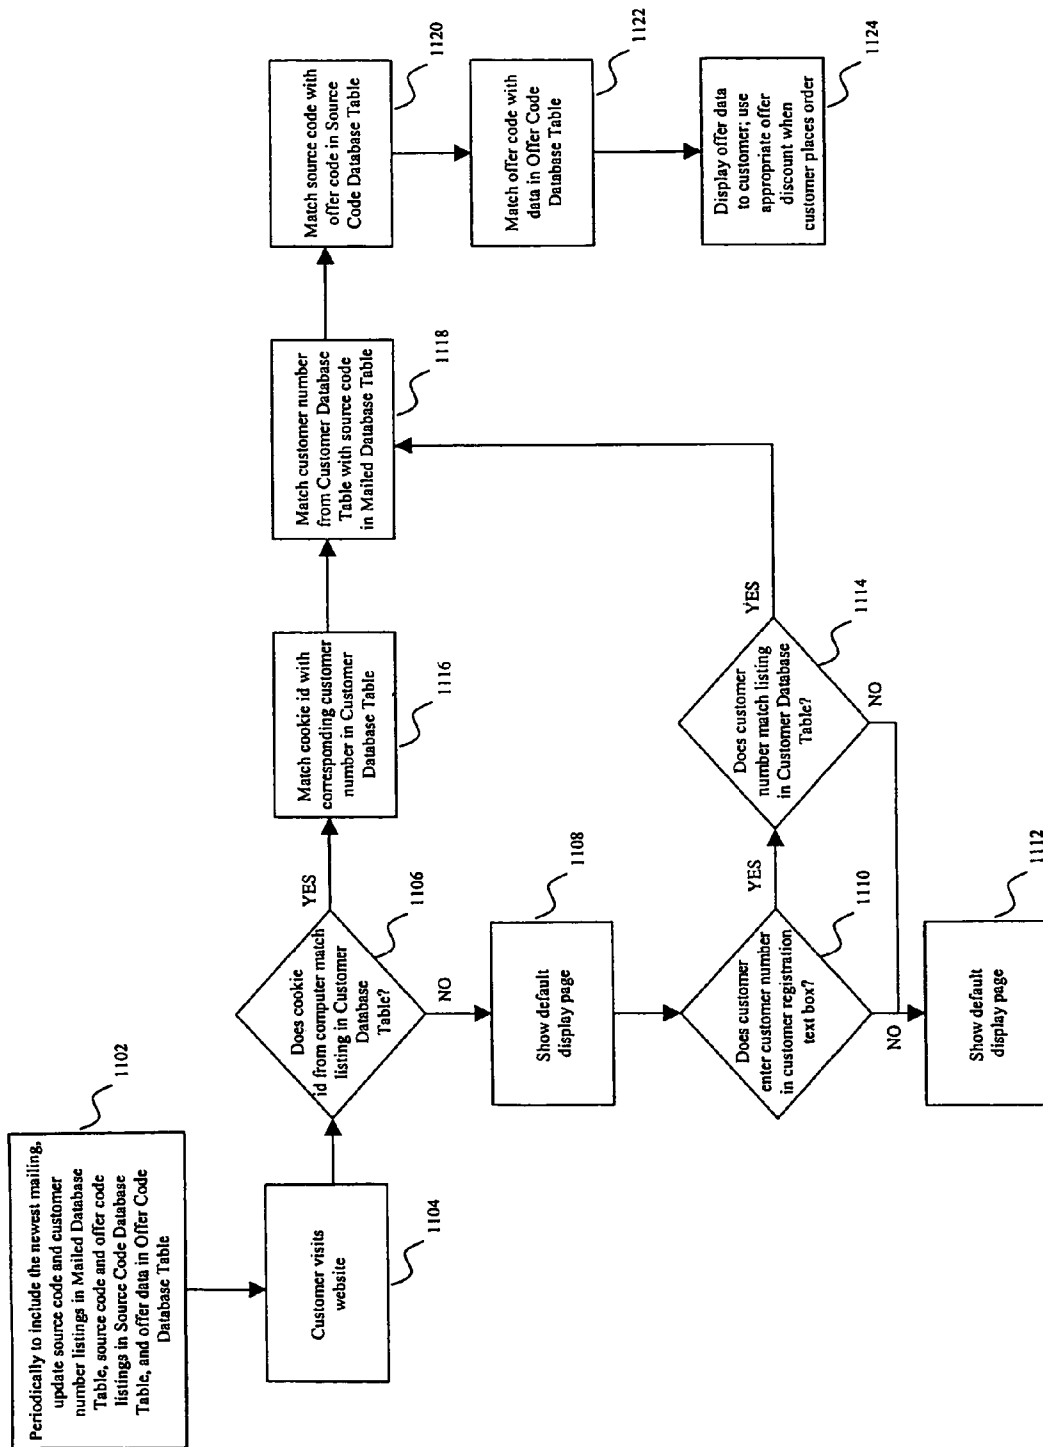 Periodically to include the newest mailing,
update source code and customer
number listings in Mailed Database
Table, source code and offer code
listings in Source Code Database
Table, and offer data in Offer Code
Database Table
1102
Customer visits
website
1104
Does cookie
id from computer match
listing in Customer
Database
Table?
1106
YES
NO
Match cookie id with
corresponding customer
number in Customer
Database Table
1116
Match customer number
from Customer Database
Table with source code
in Mailed Database Table
1118
Match source code with
offer code in Source
Code Database Table
1120
Match offer code with
data in Offer Code
Database Table
1122
Display offer data
to customer; use
appropriate offer
discount when
customer places order
1124
Show default
display page
1108
Does customer
enter customer number
in customer registration
text box?
1110
YES
NO
Does customer
number match listing
in Customer Database
Table?
1114
YES
NO
Show default
display page
1112